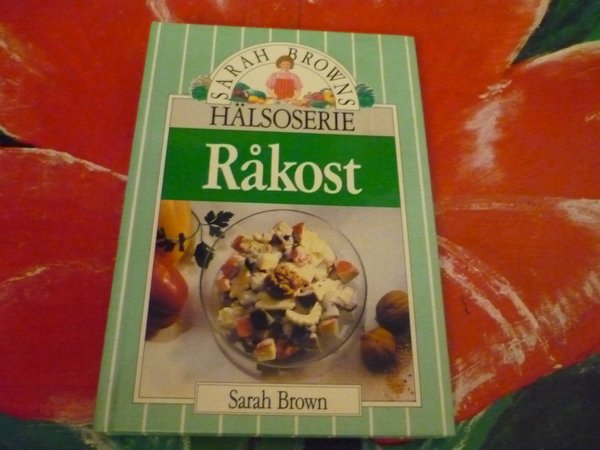 SARAH BROWNS
HÄLSOSERIE
Råkost
Sarah Brown